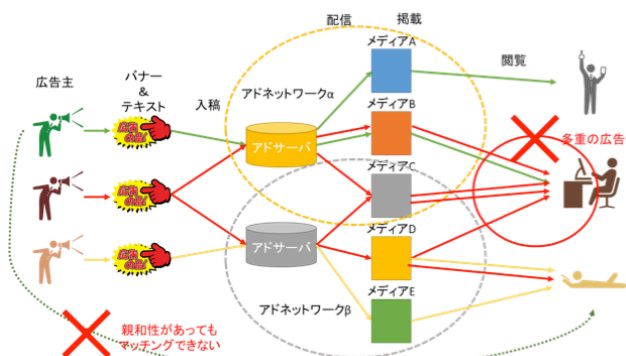 配信
掲載
メディアA
広告主
バナー
&
テキスト
入稿
アドネットワークα
閲覧
メディアB
アドサーバ
多重の広告
メディアC
アドサーバ
メディアD
アドネットワークβ
メディアE
親和性があっても
マッチングできない